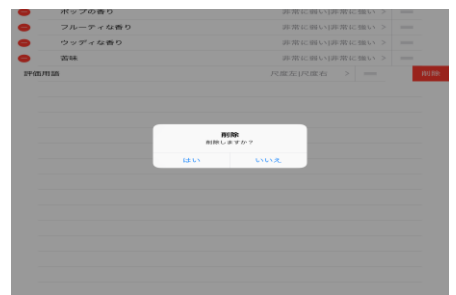 ホップの香り 非常に弱い|非常に強い >
フルーティな香り 非常に弱い|非常に強い >
ウッディな香り 非常に弱い|非常に強い >
苦味 非常に弱い|非常に強い >
評価用語 尺度左|尺度右 > 削除
削除
削除しますか？
はい いいえ